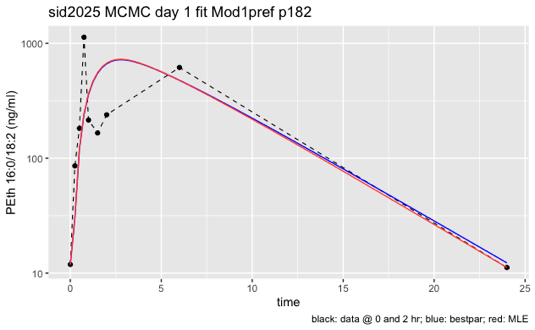 sid2025 MCMC day 1 fit Mod1pref p182
PEth 16:0/18:2 (ng/ml)
1000
100
10
0
5
10
15
20
25
time
black: data @ 0 and 2 hr; blue: bestpar; red: MLE